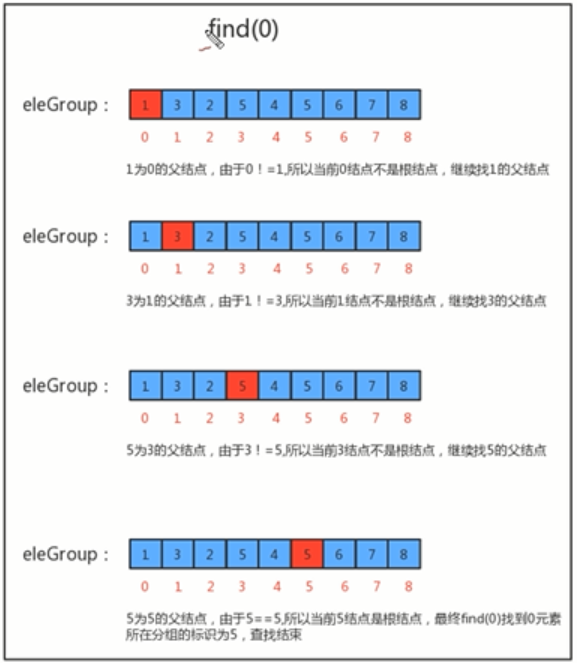 find(0)
eleGroup：
1 3 2 5 4 5 6 7 8
0 1 2 3 4 5 6 7 8
1为0的父结点，由于0！=1,所以当前0结点不是根结点，继续找1的父结点
eleGroup：
1 3 2 5 4 5 6 7 8
0 1 2 3 4 5 6 7 8
3为1的父结点，由于1！=3,所以当前1结点不是根结点，继续找3的父结点
eleGroup：
1 3 2 5 4 5 6 7 8
0 1 2 3 4 5 6 7 8
5为3的父结点，由于3！=5,所以当前3结点不是根结点，继续找5的父结点
eleGroup：
1 3 2 5 4 5 6 7 8
0 1 2 3 4 5 6 7 8
5为5的父结点，由于5==5,所以当前5结点是根结点，最终find(0)找到0元素
所在分组的标识为5，查找结束